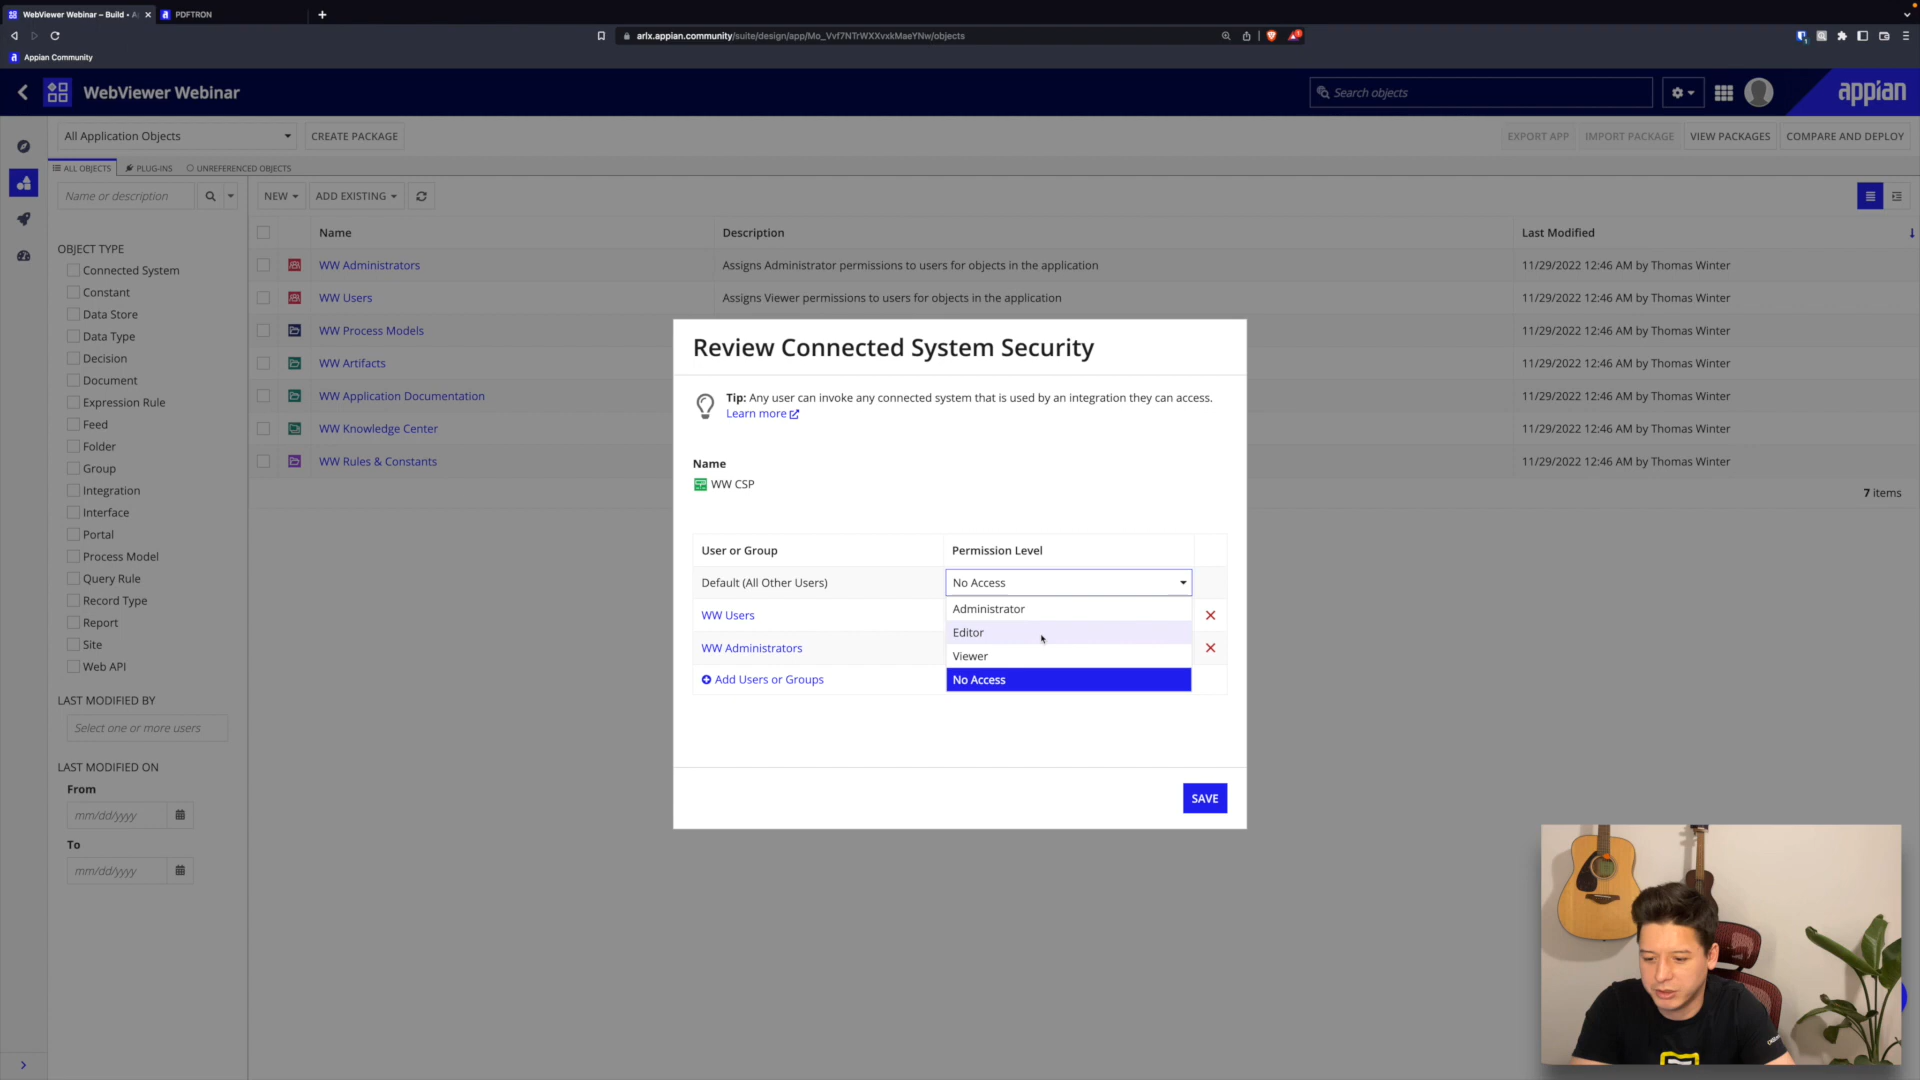 WebViewer Webinar – Build • A
PDFTRON
arlx.appian.community/suite/design/app/Mo_Vvf7NTrWXXvxkMaeYNw/objects
Appian Community
WebViewer Webinar
Search objects
appian
All Application Objects
CREATE PACKAGE
EXPORT APP
IMPORT PACKAGE
VIEW PACKAGES
COMPARE AND DEPLOY
ALL OBJECTS
PLUG-INS
UNREFERENCED OBJECTS
Name or description
NEW
ADD EXISTING
Name
Description
Last Modified
WW Administrators
Assigns Administrator permissions to users for objects in the application
11/29/2022 12:46 AM by Thomas Winter
WW Users
Assigns Viewer permissions to users for objects in the application
11/29/2022 12:46 AM by Thomas Winter
WW Process Models
11/29/2022 12:46 AM by Thomas Winter
WW Artifacts
11/29/2022 12:46 AM by Thomas Winter
WW Application Documentation
11/29/2022 12:46 AM by Thomas Winter
WW Knowledge Center
11/29/2022 12:46 AM by Thomas Winter
WW Rules & Constants
11/29/2022 12:46 AM by Thomas Winter
7 items
OBJECT TYPE
Connected System
Constant
Data Store
Data Type
Decision
Document
Expression Rule
Feed
Folder
Group
Integration
Interface
Portal
Process Model
Query Rule
Record Type
Report
Site
Web API
LAST MODIFIED BY
Select one or more users
LAST MODIFIED ON
From
mm/dd/yyyy
To
mm/dd/yyyy
Review Connected System Security
Tip: Any user can invoke any connected system that is used by an integration they can access.
Learn more
Name
WW CSP
User or Group
Permission Level
Default (All Other Users)
No Access
WW Users
WW Administrators
Add Users or Groups
Administrator
Editor
Viewer
No Access
SAVE